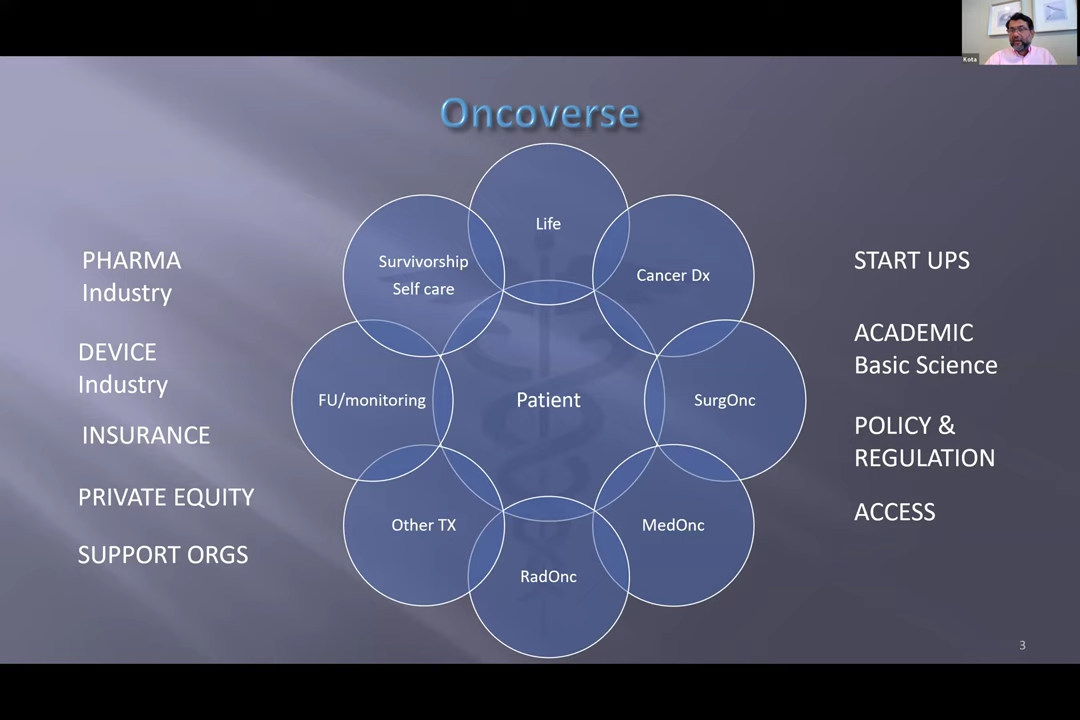 Kota
Oncoverse
PHARMA
Industry
DEVICE
Industry
INSURANCE
PRIVATE EQUITY
SUPPORT ORGS
Life
Survivorship
Self care
Cancer Dx
FU/monitoring
Patient
SurgOnc
Other TX
MedOnc
RadOnc
START UPS
ACADEMIC
Basic Science
POLICY &
REGULATION
ACCESS
3